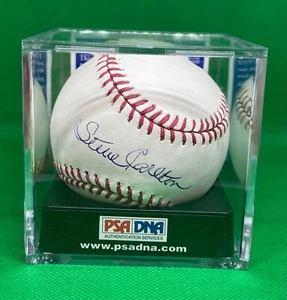 Steve Carlton
PSA DNA
AUTHENTICATION SERVICES
www.psadna.com